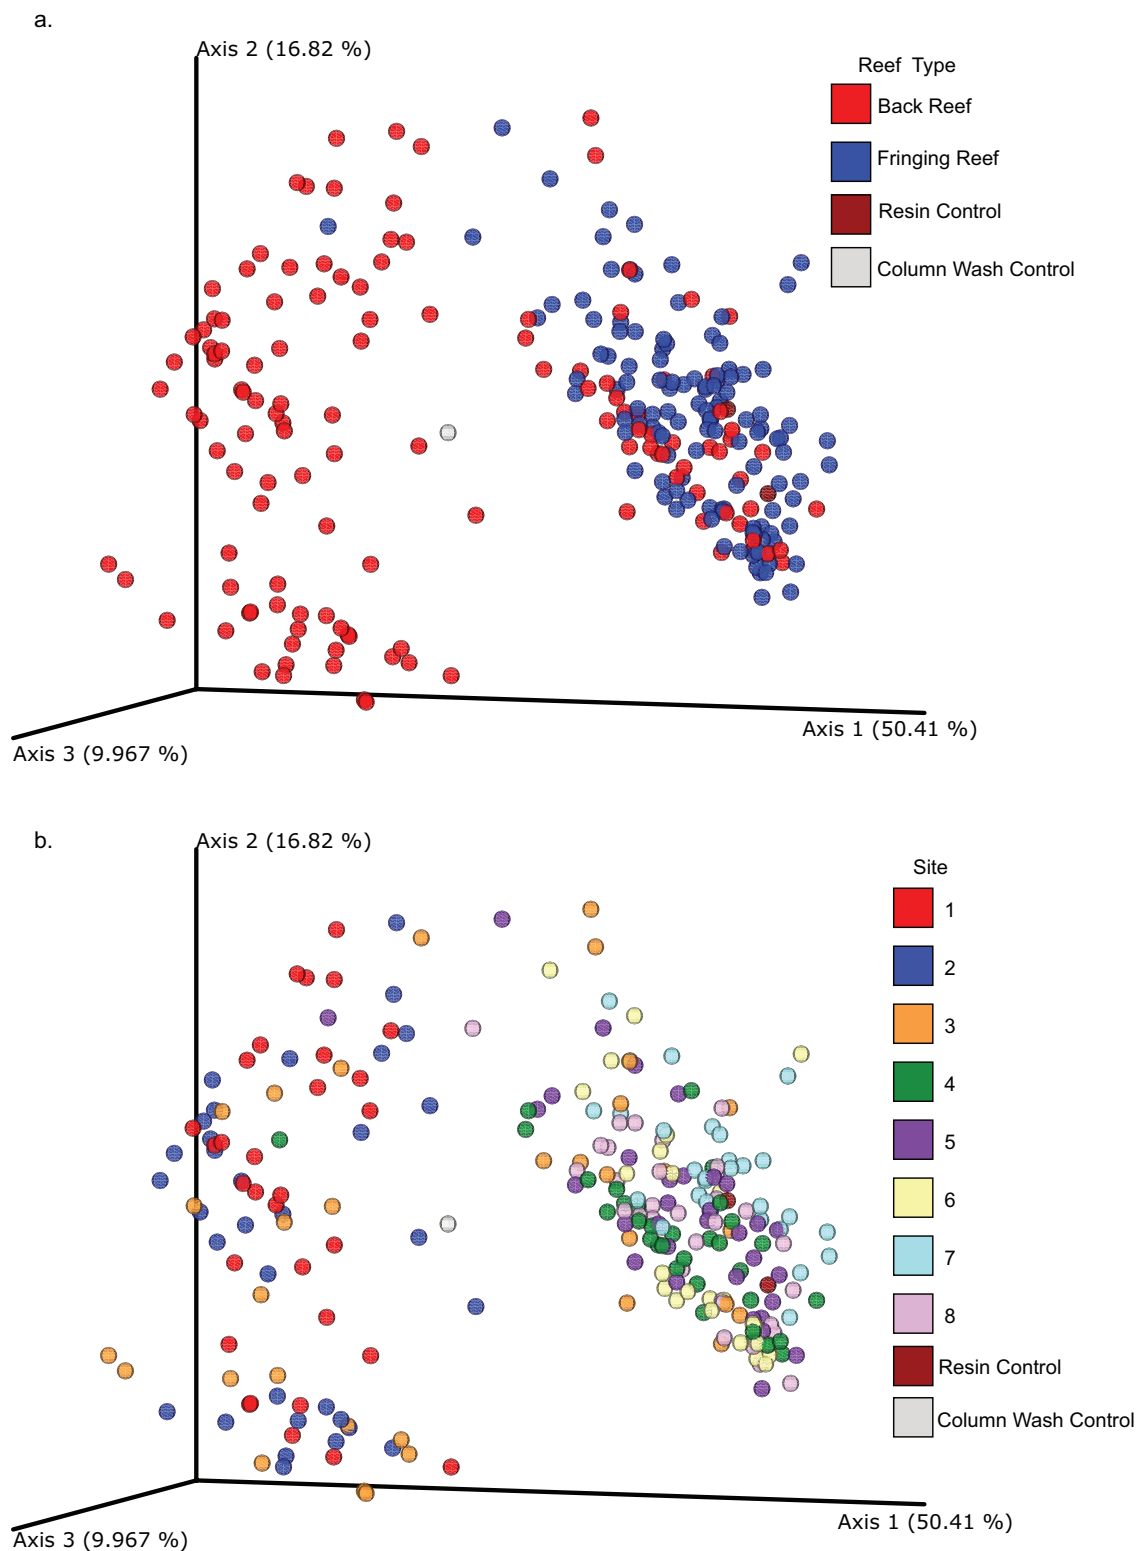 a.
Axis 2 (16.82 %)
Reef Type
Back Reef
Fringing Reef
Resin Control
Column Wash Control
Axis 1 (50.41 %)
Axis 3 (9.967 %)
b.
Axis 2 (16.82 %)
Site
1
2
3
4
5
6
7
8
Resin Control
Column Wash Control
Axis 1 (50.41 %)
Axis 3 (9.967 %)